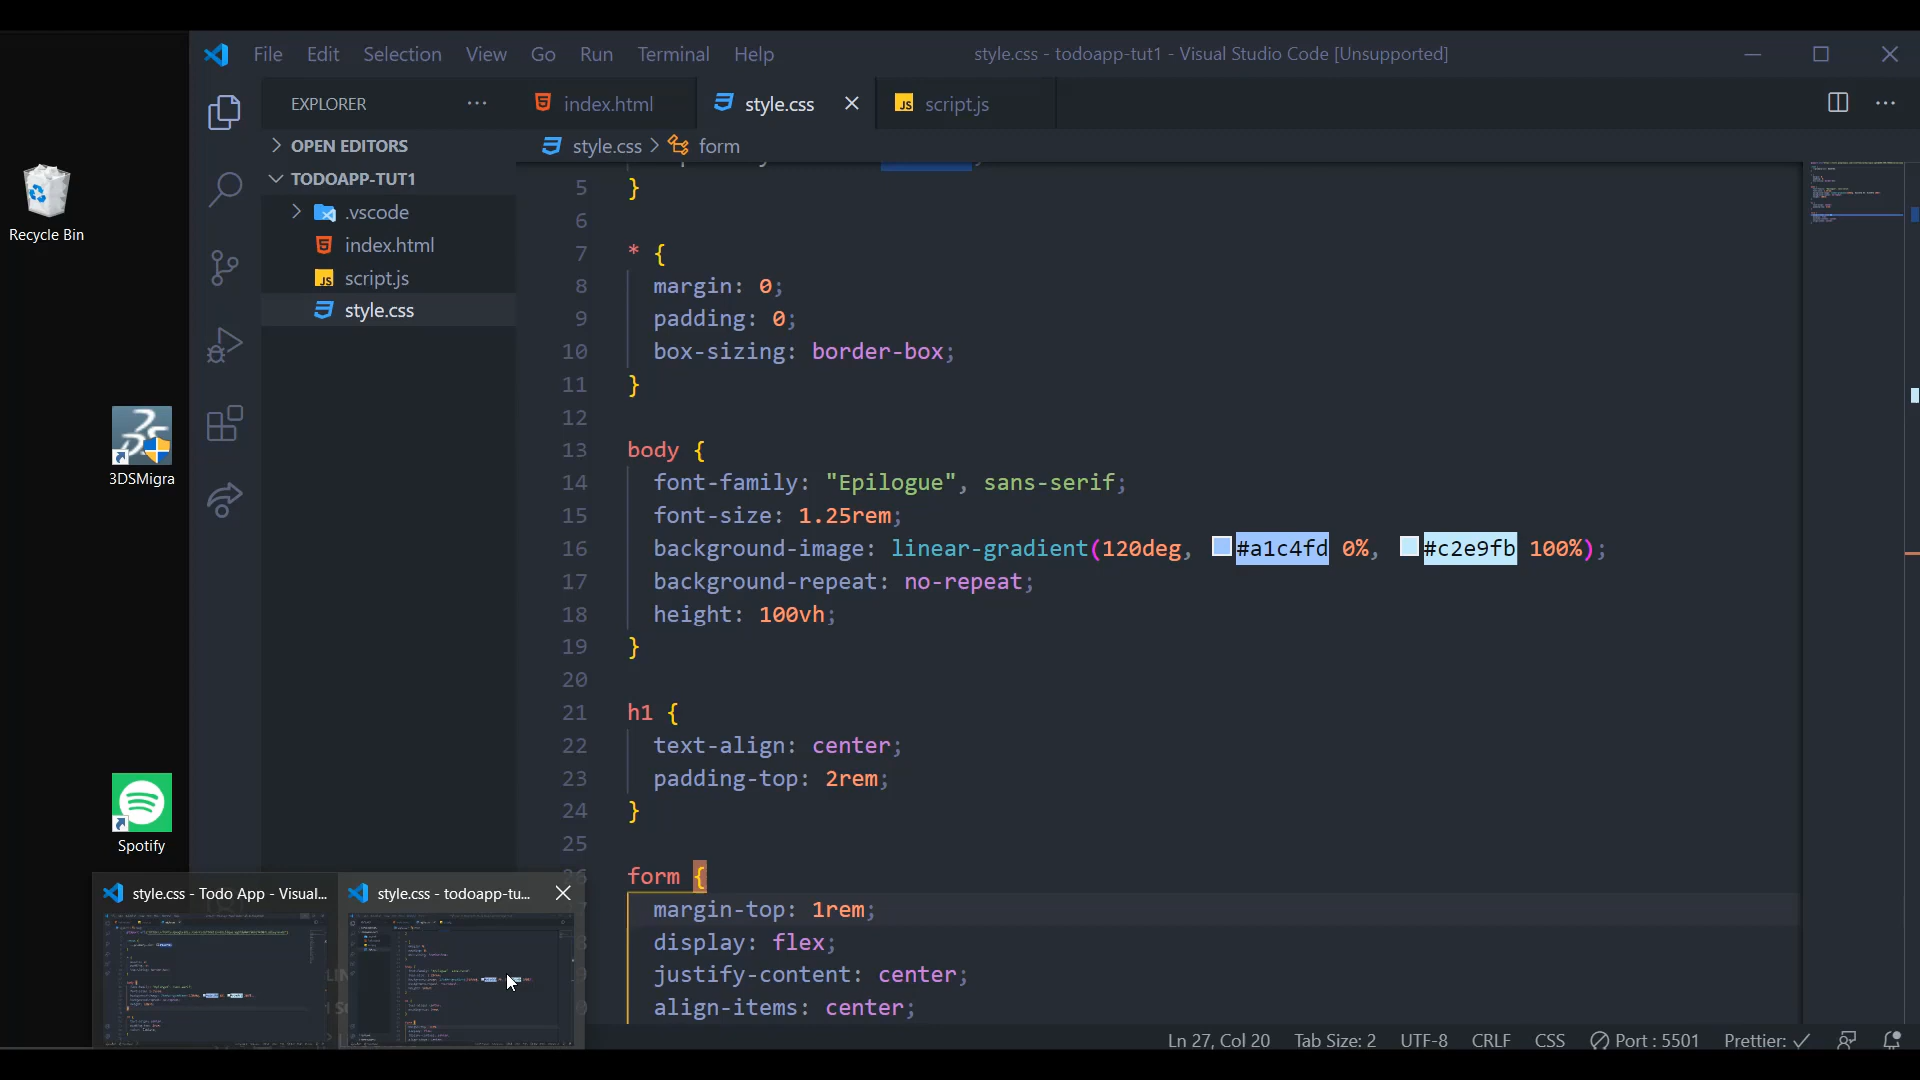 File Edit Selection View Go Run Terminal Help
style.css - todoapp-tut1 - Visual Studio Code [Unsupported]
EXPLORER
index.html
style.css
script.js
OPEN EDITORS
TODOAPP-TUT1
.vscode
index.html
script.js
style.css
style.css > form
Recycle Bin
3DSMigra
Spotify
5 }
6
7 * {
8 margin: 0;
9 padding: 0;
10 box-sizing: border-box;
11 }
12
13 body {
14 font-family: "Epilogue", sans-serif;
15 font-size: 1.25rem;
16 background-image: linear-gradient(120deg, #a1c4fd 0%, #c2e9fb 100%);
17 background-repeat: no-repeat;
18 height: 100vh;
19 }
20
21 h1 {
22 text-align: center;
23 padding-top: 2rem;
24 }
25
form {
margin-top: 1rem;
display: flex;
justify-content: center;
align-items: center;
style.css - Todo App - Visual...
style.css - todoapp-tu...
Ln 27, Col 20 Tab Size: 2 UTF-8 CRLF CSS Port : 5501 Prettier: